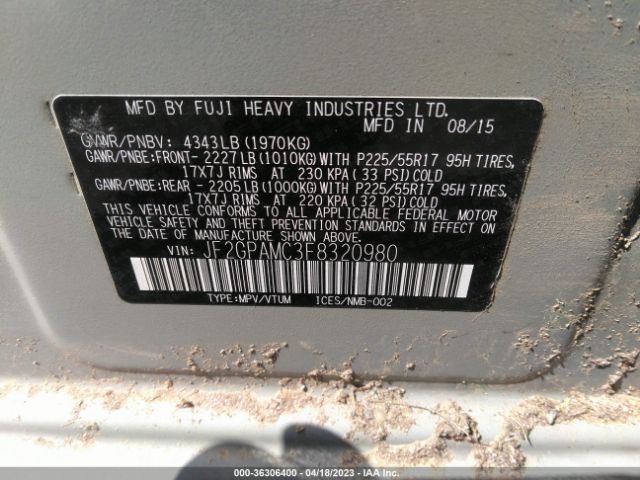 MFD BY FUJI HEAVY INDUSTRIES LTD.
MFD IN 08/15
GVWR/PNBV: 4343LB (1970KG)
GAWR/PNBE:FRONT- 2227LB (1010KG) WITH P225/55R17 95H TIRES,
17X7J RIMS AT 230 KPA ( 33 PSI) COLD
GAWR/PNBE:REAR - 2205LB (1000KG) WITH P225/55R17 95H TIRES,
17X7J RIMS AT 220 KPA (32 PSI) COLD
THIS VEHICLE CONFORMS TO ALL APPLICABLE FEDERAL MOTOR
VEHICLE SAFETY AND THEFT PREVENTION STANDARDS IN EFFECT ON
THE DATE OF MANUFACTURE SHOWN ABOVE.
VIN: JF2GPAMC3F8320980
TYPE:MPV/VTUM ICES/NMB-002
000-36306400 - 04/18/2023 - IAA Inc.